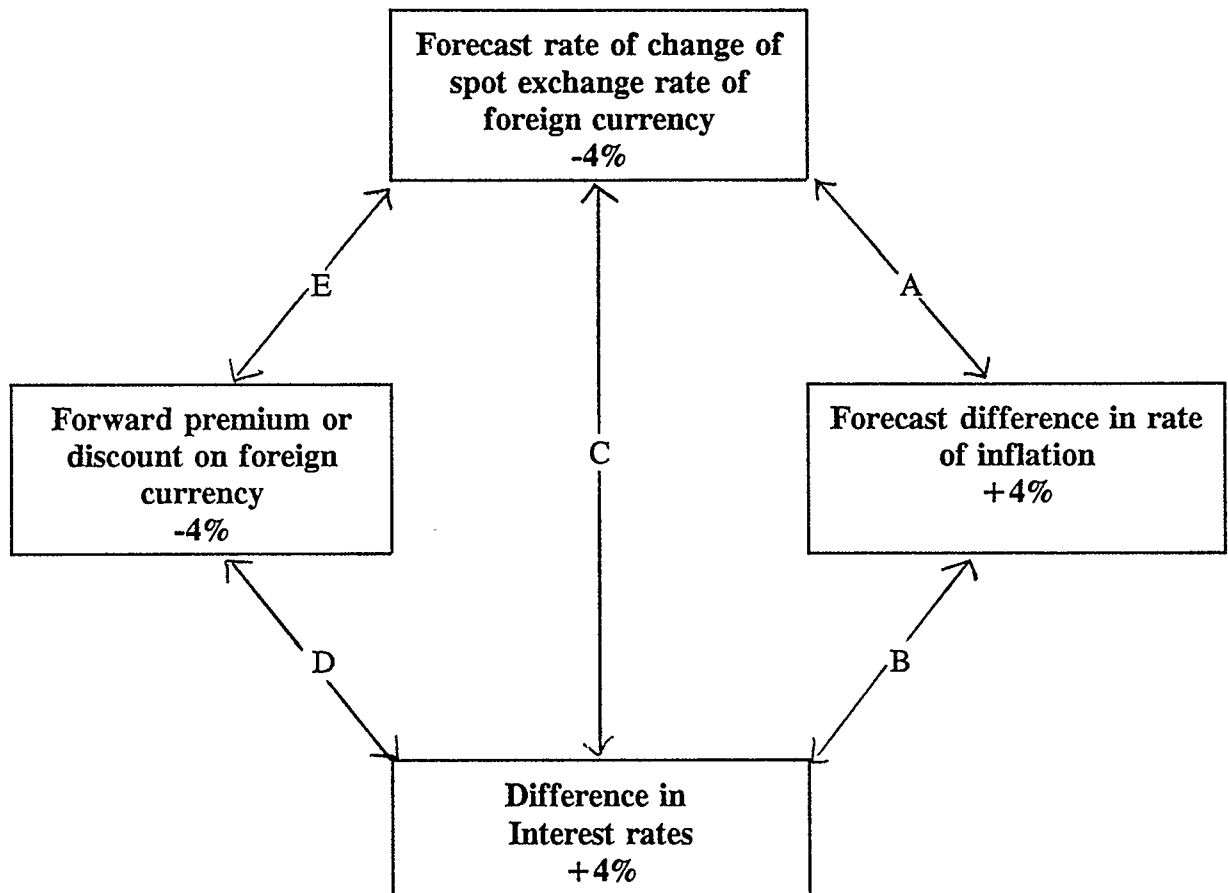 Forecast rate of change of
spot exchange rate of
foreign currency
-4%
E
A
Forward premium or
discount on foreign
currency
-4%
C
Forecast difference in rate
of inflation
+4%
D
B
Difference in
Interest rates
+4%